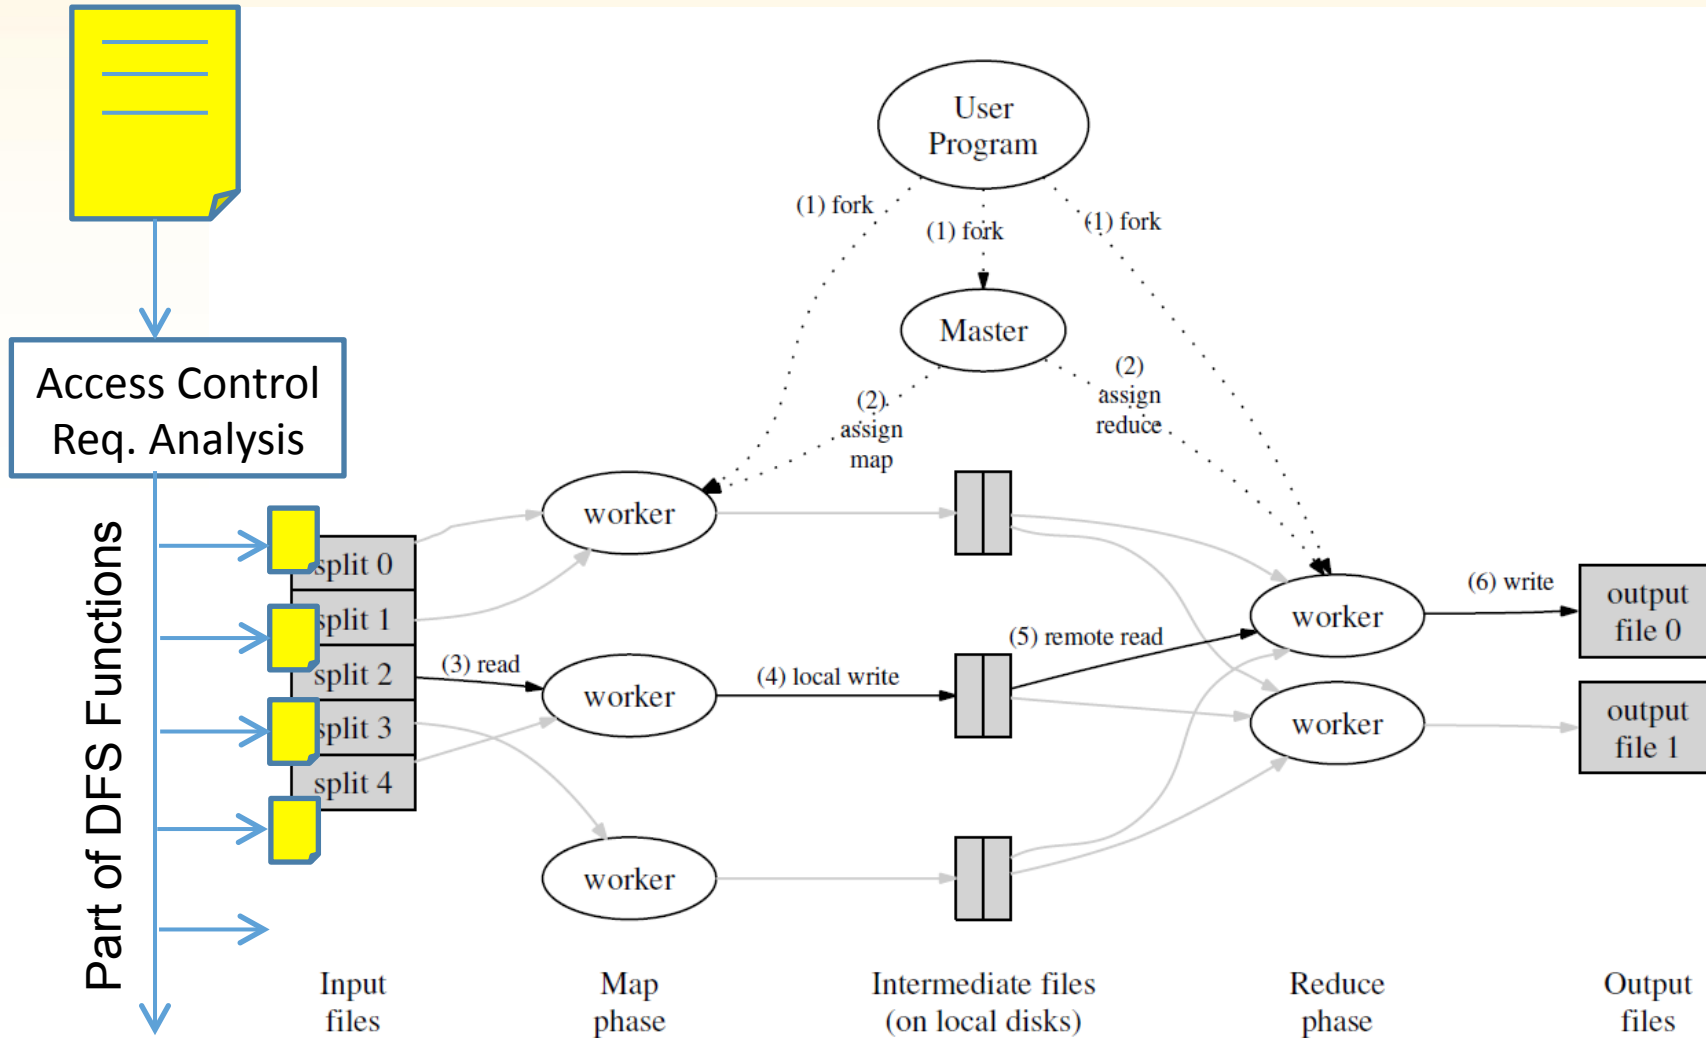 User
Program
(1) fork
(1) fork
(1) fork
Master
(2)
assign
map
(2)
assign
reduce
Access Control
Req. Analysis
Part of DFS Functions
split 0
split 1
split 2
split 3
split 4
worker
worker
worker
(3) read
(4) local write
(5) remote read
worker
worker
(6) write
output
file 0
output
file 1
Input
files
Map
phase
Intermediate files
(on local disks)
Reduce
phase
Output
files